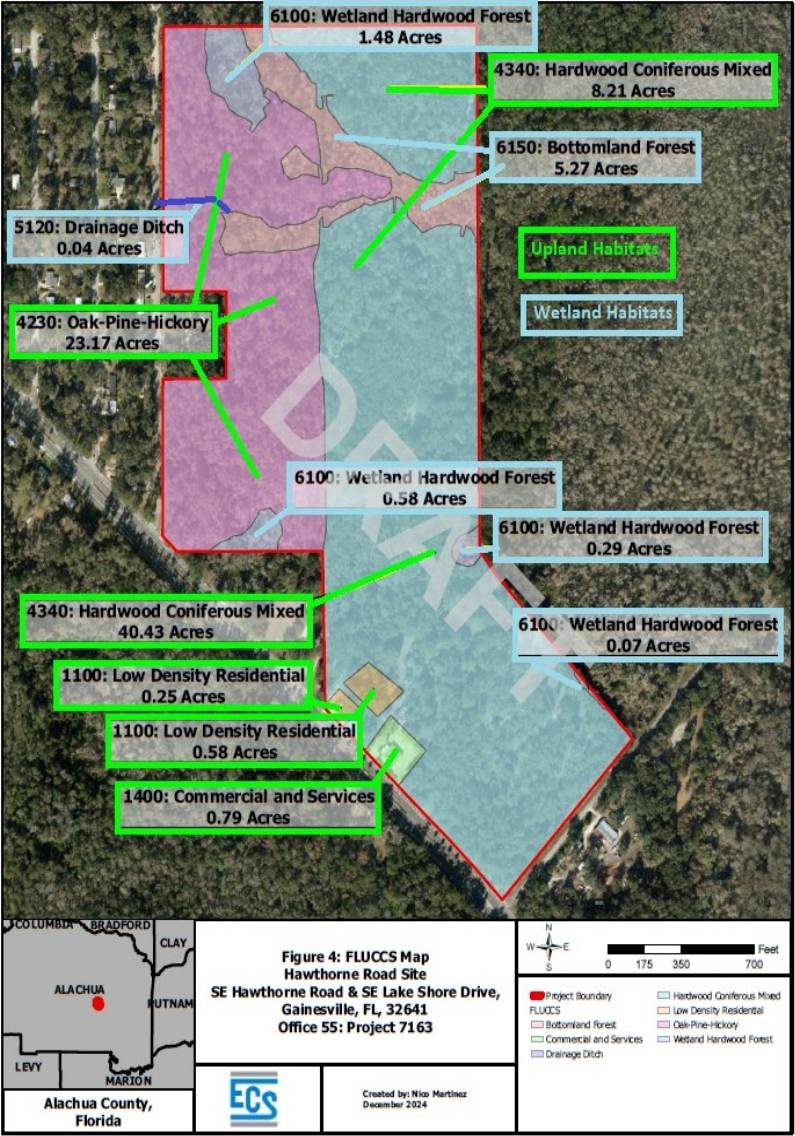 6100: Wetland Hardwood Forest
1.48 Acres
4340: Hardwood Coniferous Mixed
8.21 Acres
6150: Bottomland Forest
5.27 Acres
5120: Drainage Ditch
0.04 Acres
Upland Habitats
Wetland Habitats
4230: Oak-Pine-Hickory
23.17 Acres
DRAFT
6100: Wetland Hardwood Forest
0.58 Acres
6100: Wetland Hardwood Forest
0.29 Acres
4340: Hardwood Coniferous Mixed
40.43 Acres
6100: Wetland Hardwood Forest
0.07 Acres
1100: Low Density Residential
0.25 Acres
1100: Low Density Residential
0.58 Acres
1400: Commercial and Services
0.79 Acres
COLUMBIA BRADFORD
CLAY
ALACHUA
PUTNAM
LEVY
MARION
Alachua County,
Florida
Figure 4: FLUCCS Map
Hawthorne Road Site
SE Hawthorne Road & SE Lake Shore Drive,
Gainesville, FL, 32641
Office 55: Project 7163
ECS
Created by: Nico Martinez
December 2024
N
W E
S
Feet
0 175 350 700
Project Boundary
FLUCCS
Bottomland Forest
Commercial and Services
Drainage Ditch
Hardwood Coniferous Mixed
Low Density Residential
Oak-Pine-Hickory
Wetland Hardwood Forest